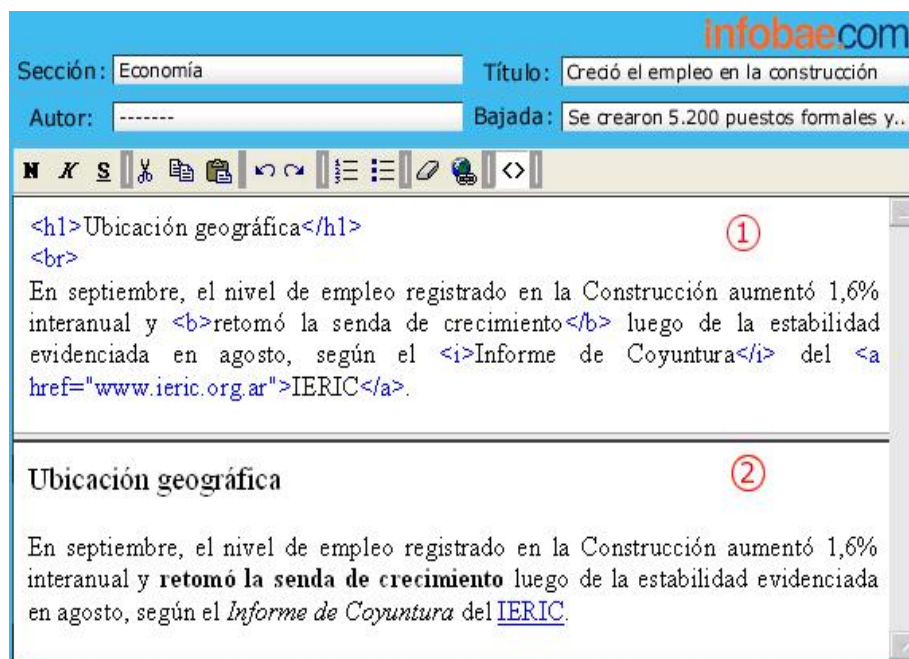 infobae.com
Sección: Economía Título: Creció el empleo en la construcción
Autor: ------- Bajada: Se crearon 5.200 puestos formales y..
N K S <>
<h1>Ubicación geográfica</h1> 1
<br>
En septiembre, el nivel de empleo registrado en la Construcción aumentó 1,6%
interanual y <b>retomó la senda de crecimiento</b> luego de la estabilidad
evidenciada en agosto, según el <i>Informe de Coyuntura</i> del <a
href="www.ieric.org.ar">IERIC</a>.
Ubicación geográfica 2
En septiembre, el nivel de empleo registrado en la Construcción aumentó 1,6%
interanual y retomó la senda de crecimiento luego de la estabilidad evidenciada
en agosto, según el Informe de Coyuntura del IERIC.